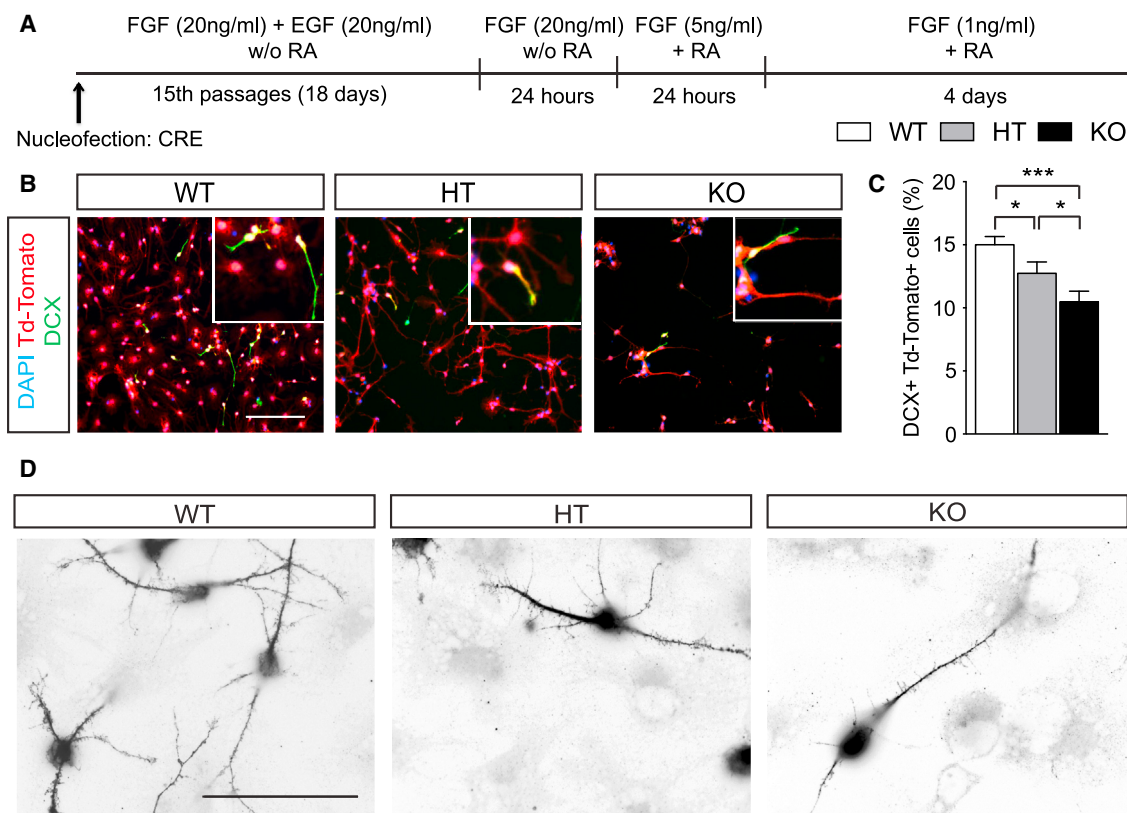 A
FGF (20ng/ml) + EGF (20ng/ml)
w/o RA
FGF (20ng/ml)
w/o RA
FGF (5ng/ml)
+ RA
FGF (1ng/ml)
+ RA
15th passages (18 days)
24 hours
24 hours
4 days
Nucleofection: CRE
WT HT KO
B
WT
HT
KO
DAPI Td-Tomato
DCX
C
***
* *
DCX+ Td-Tomato+ cells (%)
20
15
10
5
0
D
WT
HT
KO